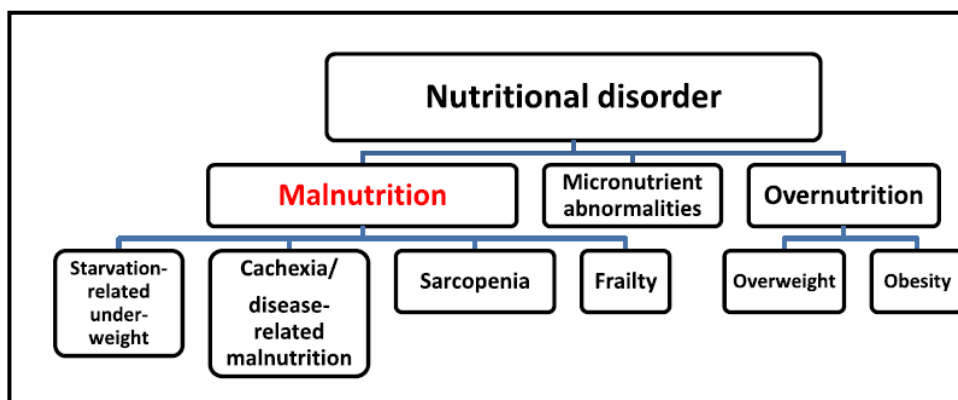 Nutritional disorder
Malnutrition
Micronutrient
abnormalities
Overnutrition
Starvation-
related
under-
weight
Cachexia/
disease-
related
malnutrition
Sarcopenia
Frailty
Overweight
Obesity